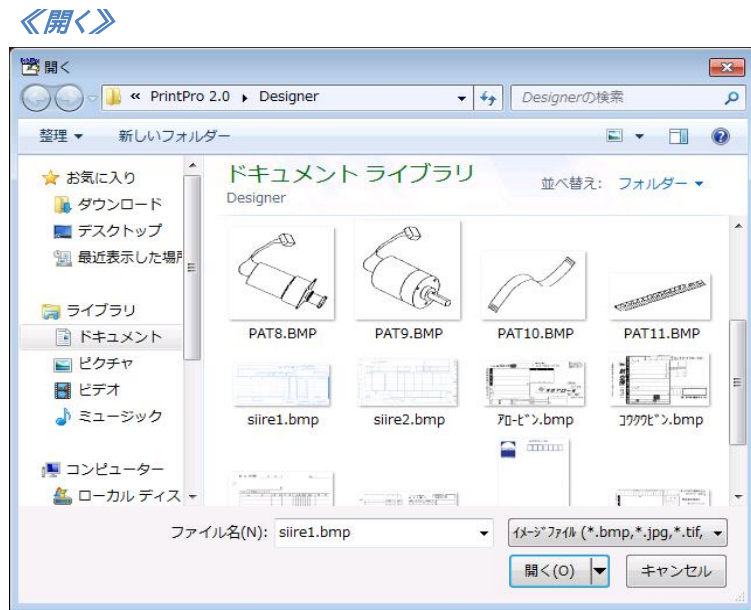 《開く》
開く
« PrintPro 2.0 ▸ Designer
Designerの検索
整理 ▼ 新しいフォルダー
お気に入り
ダウンロード
デスクトップ
最近表示した場所
ライブラリ
ドキュメント
ピクチャ
ビデオ
ミュージック
コンピューター
ローカル ディス
ドキュメント ライブラリ
Designer
並べ替え: フォルダー ▼
PAT8.BMP PAT9.BMP PAT10.BMP PAT11.BMP
siire1.bmp siire2.bmp ｱﾛｰﾋﾞﾝ.bmp ｺｳｸｳﾋﾞﾝ.bmp
ファイル名(N): siire1.bmp
ｲﾒｰｼﾞﾌｧｲﾙ (*.bmp,*.jpg,*.tif,
開く(O) キャンセル